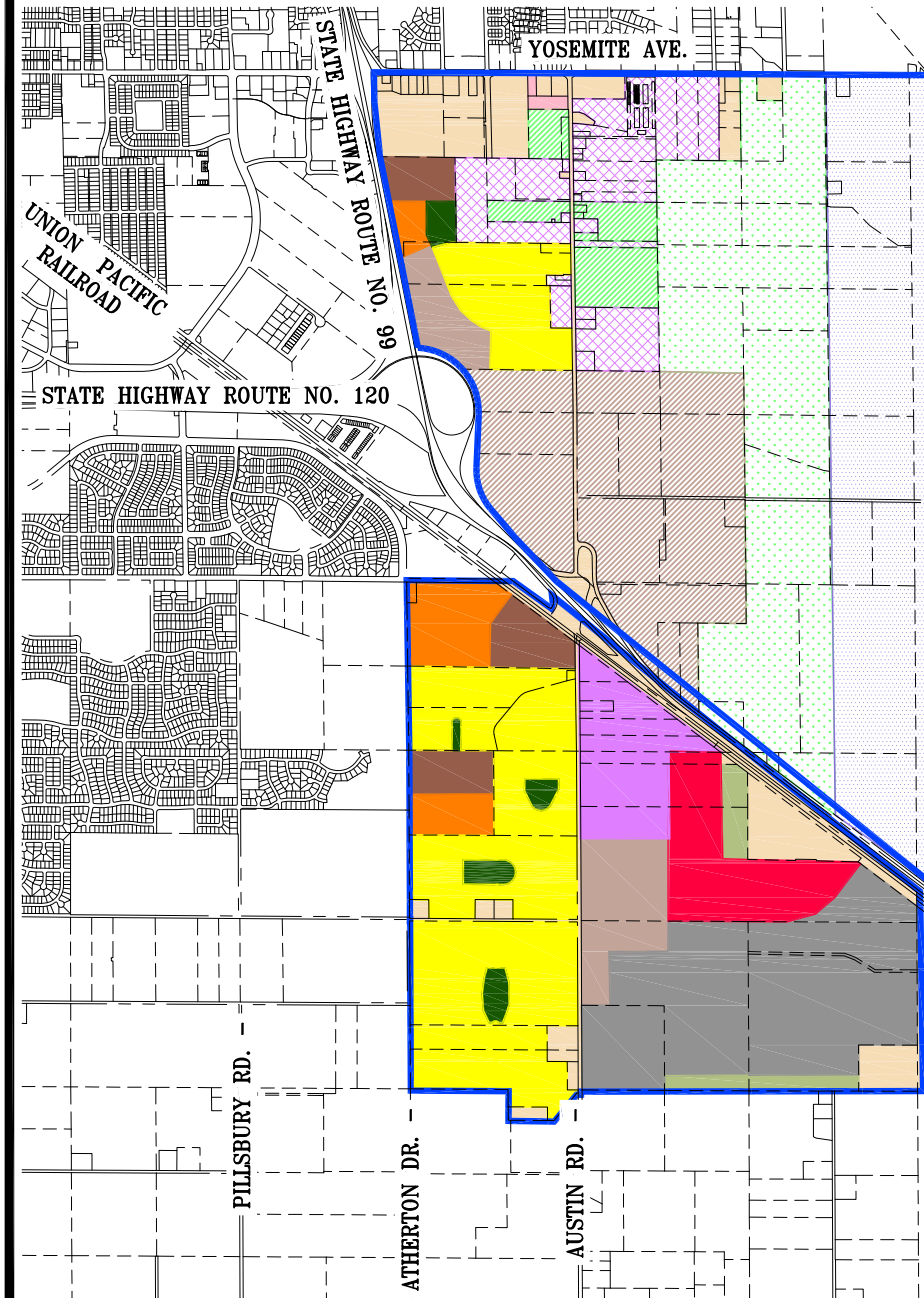 YOSEMITE AVE.
STATE HIGHWAY ROUTE NO. 99
UNION PACIFIC
RAILROAD
STATE HIGHWAY ROUTE NO. 120
PILLSBURY RD.
ATHERTON DR.
AUSTIN RD.